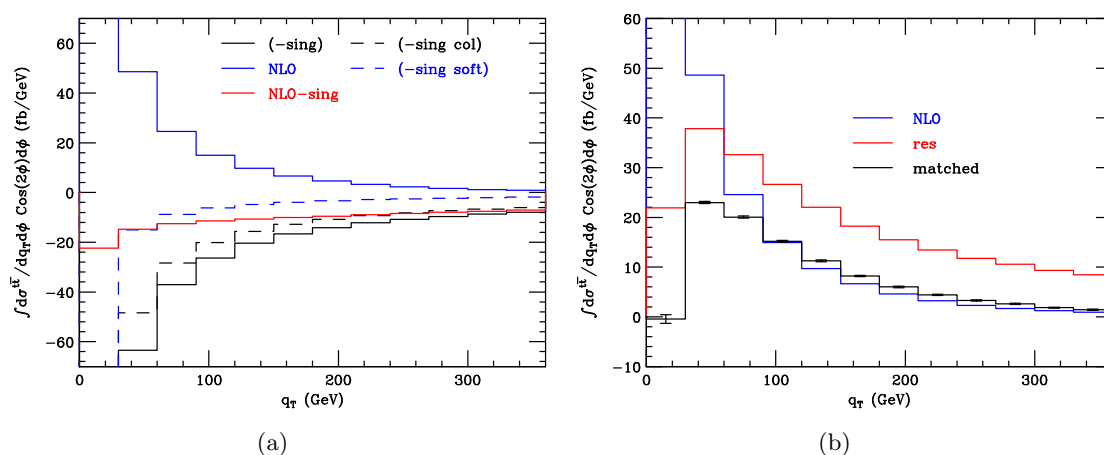 (−sing)
NLO
NLO−sing
(−sing col)
(−sing soft)
∫dσ^{tt̄}/dq_T dϕ Cos(2ϕ)dϕ (fb/GeV)
60
40
20
0
−20
−40
−60
0 100 200 300
q_T (GeV)
(a)
NLO
res
matched
∫dσ^{tt̄}/dq_T dϕ Cos(2ϕ)dϕ (fb/GeV)
60
50
40
30
20
10
0
−10
0 100 200 300
q_T (GeV)
(b)